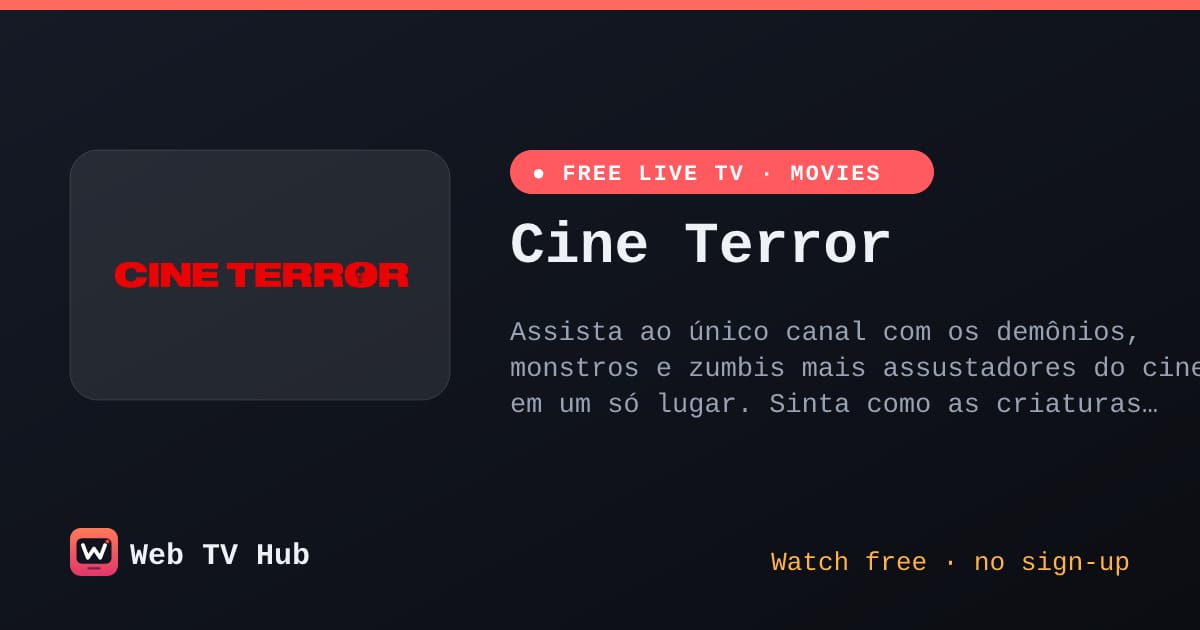 CINE TERROR
● FREE LIVE TV · MOVIES
Cine Terror
Assista ao único canal com os demônios,
monstros e zumbis mais assustadores do cine
em um só lugar. Sinta como as criaturas…
Web TV Hub
Watch free · no sign-up